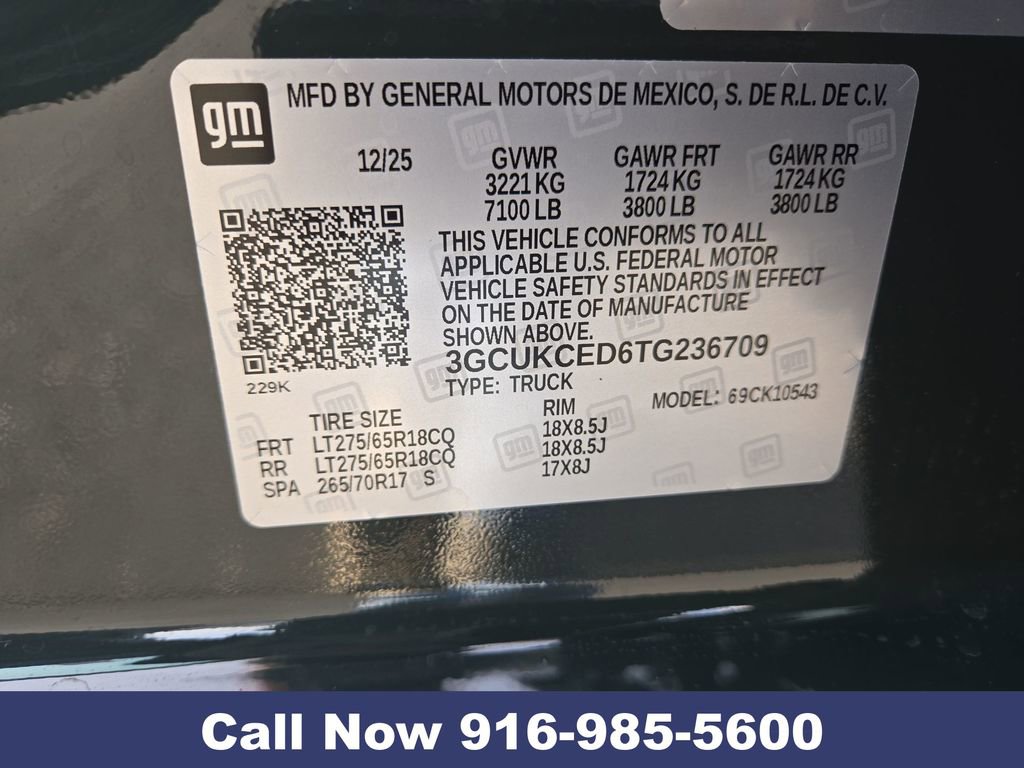 gm
MFD BY GENERAL MOTORS DE MEXICO, S. DE R.L. DE C.V.
12/25 GVWR GAWR FRT GAWR RR
3221 KG 1724 KG 1724 KG
7100 LB 3800 LB 3800 LB
THIS VEHICLE CONFORMS TO ALL
APPLICABLE U.S. FEDERAL MOTOR
VEHICLE SAFETY STANDARDS IN EFFECT
ON THE DATE OF MANUFACTURE
SHOWN ABOVE.
3GCUKCED6TG236709
229K
TYPE: TRUCK MODEL: 69CK10543
TIRE SIZE RIM
FRT LT275/65R18CQ 18X8.5J
RR LT275/65R18CQ 18X8.5J
SPA 265/70R17 S 17X8J
Call Now 916-985-5600